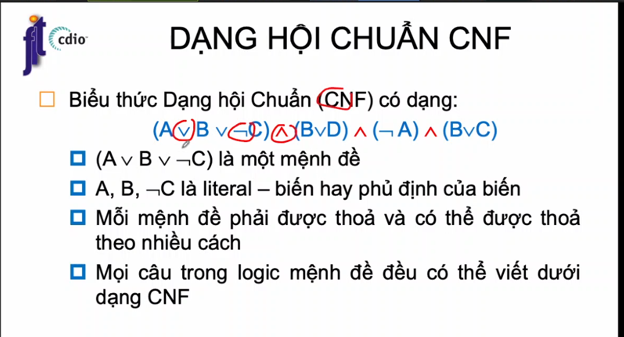 fit cdio
DẠNG HỘI CHUẨN CNF
Biểu thức Dạng hội Chuẩn (CNF) có dạng:
(A ∨ B ∨ ¬C) ∧ (B∨D) ∧ (¬ A) ∧ (B∨C)
(A ∨ B ∨ ¬C) là một mệnh đề
A, B, ¬C là literal – biến hay phủ định của biến
Mỗi mệnh đề phải được thoả và có thể được thoả
theo nhiều cách
Mọi câu trong logic mệnh đề đều có thể viết dưới
dạng CNF